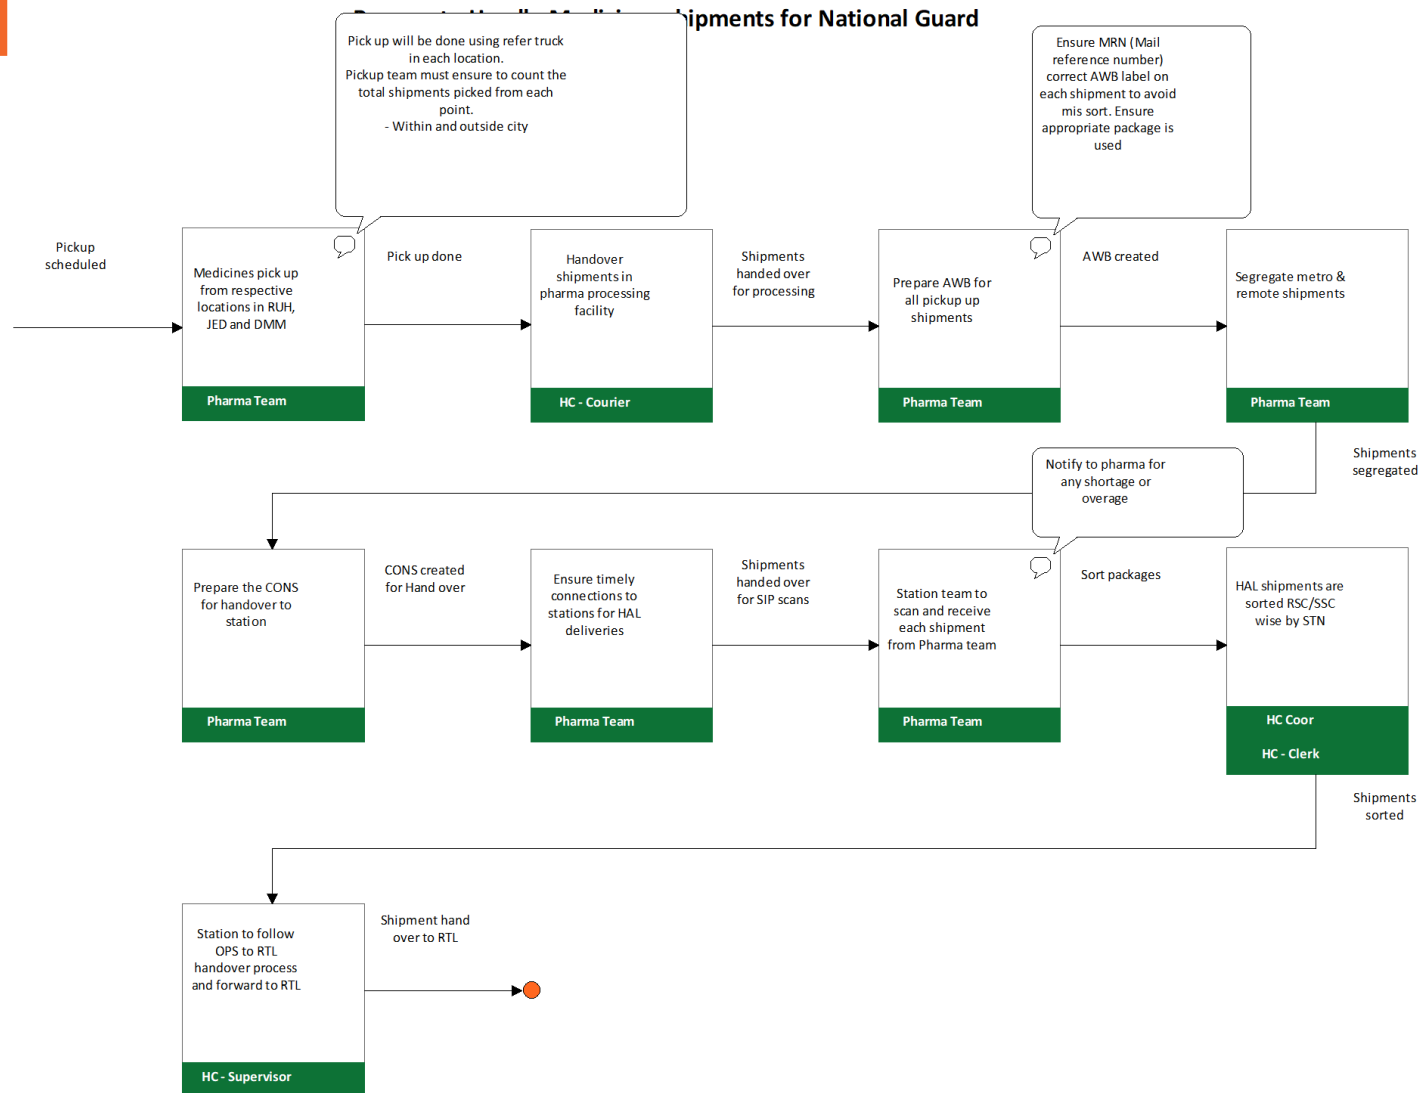 shipments for National Guard
Pick up will be done using refer truck
in each location.
Pickup team must ensure to count the
total shipments picked from each
point.
- Within and outside city
Ensure MRN (Mail
reference number)
correct AWB label on
each shipment to avoid
mis sort. Ensure
appropriate package is
used
Pickup
scheduled
Medicines pick up
from respective
locations in RUH,
JED and DMM
Pharma Team
Pick up done
Handover
shipments in
pharma processing
facility
HC - Courier
Shipments
handed over
for processing
Prepare AWB for
all pickup up
shipments
Pharma Team
AWB created
Segregate metro &
remote shipments
Pharma Team
Shipments
segregated
Notify to pharma for
any shortage or
overage
Prepare the CONS
for handover to
station
Pharma Team
CONS created
for Hand over
Ensure timely
connections to
stations for HAL
deliveries
Pharma Team
Shipments
handed over
for SIP scans
Station team to
scan and receive
each shipment
from Pharma team
Pharma Team
Sort packages
HAL shipments are
sorted RSC/SSC
wise by STN
HC Coor
HC - Clerk
Shipments
sorted
Station to follow
OPS to RTL
handover process
and forward to RTL
HC - Supervisor
Shipment hand
over to RTL